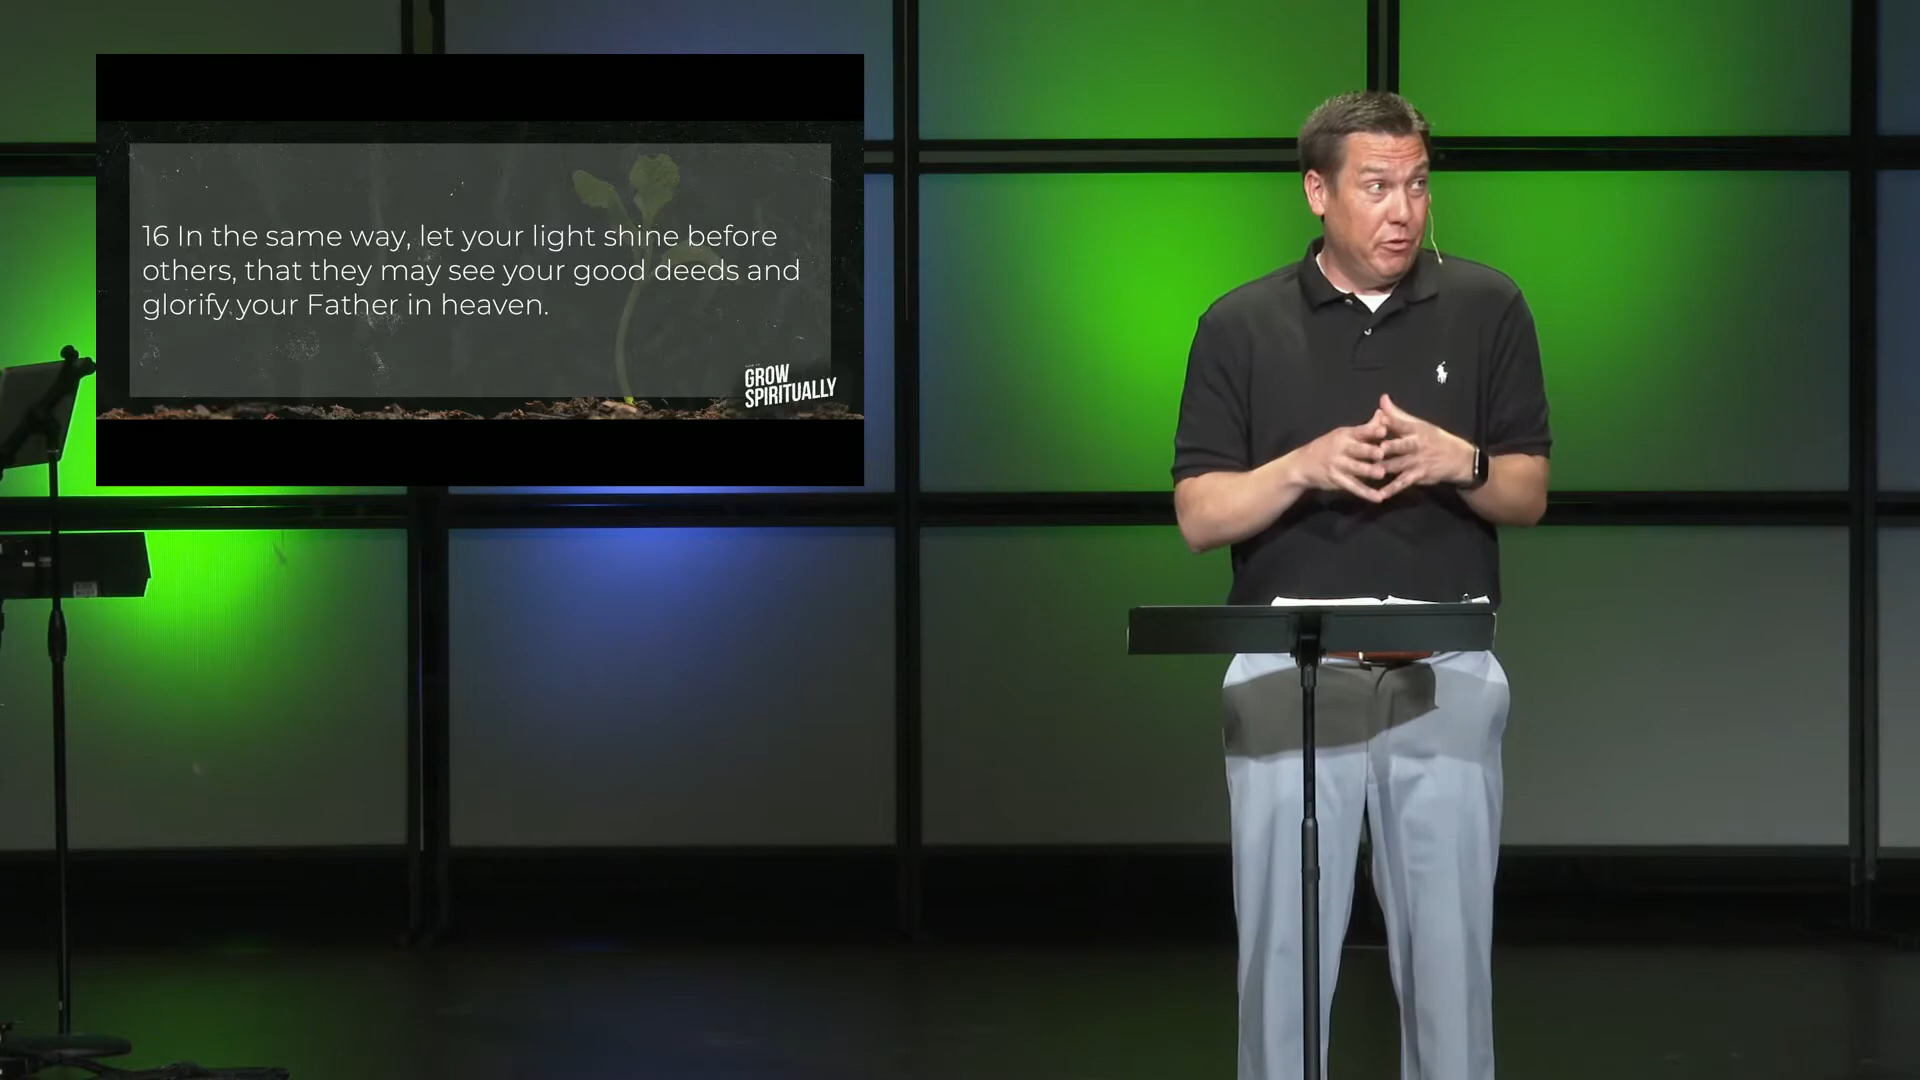 16 In the same way, let your light shine before
others, that they may see your good deeds and
glorify your Father in heaven.
GROW
SPIRITUALLY